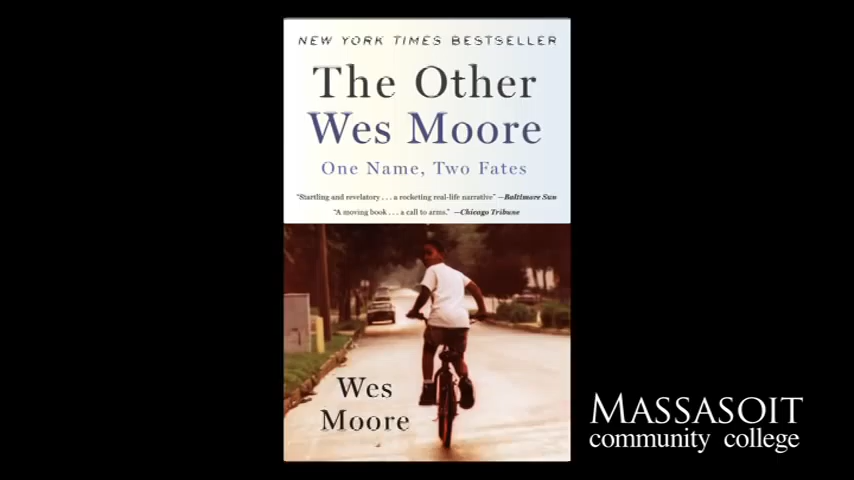 NEW YORK TIMES BESTSELLER
The Other
Wes Moore
One Name, Two Fates
"Startling and revelatory . . . a rocketing real-life narrative" —Baltimore Sun
"A moving book . . . a call to arms." —Chicago Tribune
Wes
Moore
MASSASOIT
community college